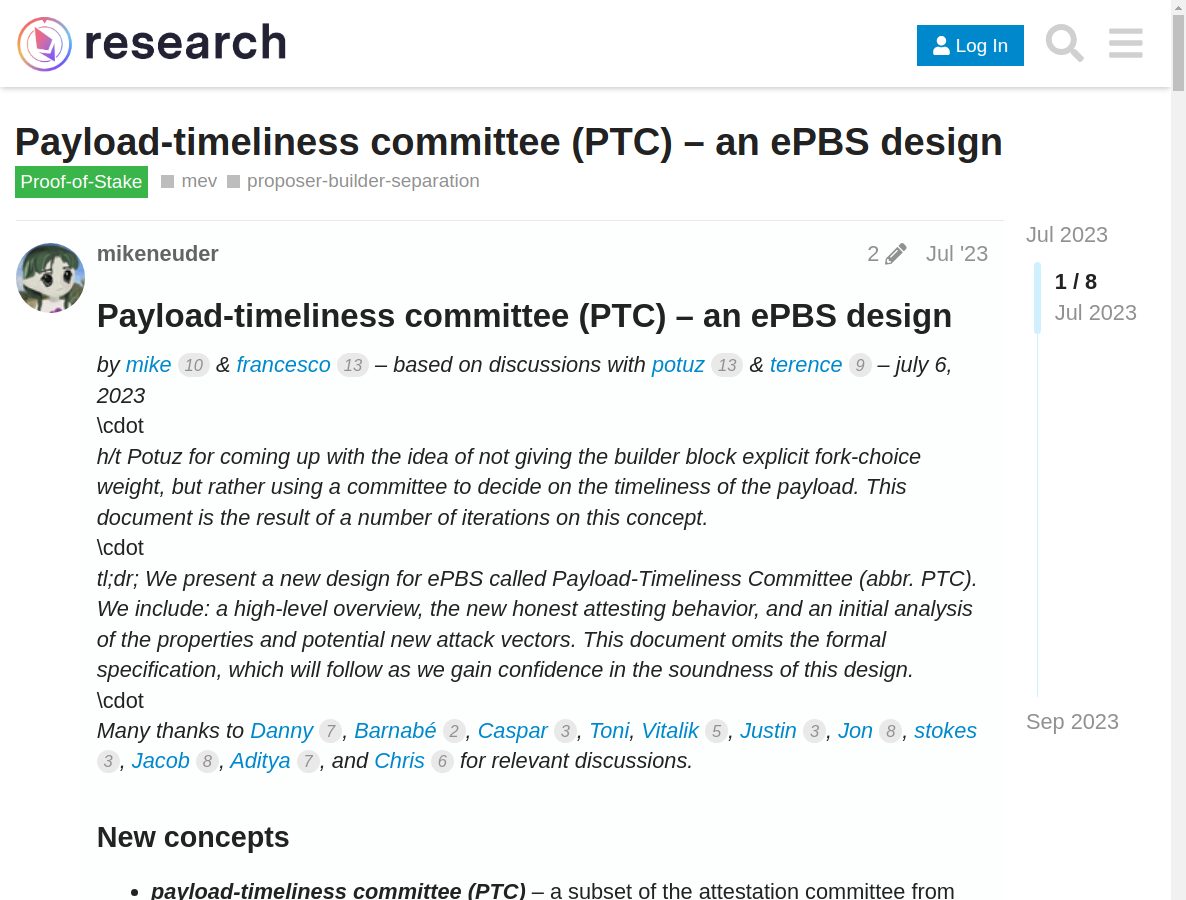 research
Log In
Payload-timeliness committee (PTC) – an ePBS design
Proof-of-Stake mev proposer-builder-separation
Jul 2023
mikeneuder 2 Jul '23
1 / 8
Jul 2023
Payload-timeliness committee (PTC) – an ePBS design
by mike 10 & francesco 13 – based on discussions with potuz 13 & terence 9 – july 6,
2023
\cdot
h/t Potuz for coming up with the idea of not giving the builder block explicit fork-choice
weight, but rather using a committee to decide on the timeliness of the payload. This
document is the result of a number of iterations on this concept.
\cdot
tl;dr; We present a new design for ePBS called Payload-Timeliness Committee (abbr. PTC).
We include: a high-level overview, the new honest attesting behavior, and an initial analysis
of the properties and potential new attack vectors. This document omits the formal
specification, which will follow as we gain confidence in the soundness of this design.
\cdot
Sep 2023
Many thanks to Danny 7, Barnabé 2, Caspar 3, Toni, Vitalik 5, Justin 3, Jon 8, stokes
3, Jacob 8, Aditya 7, and Chris 6 for relevant discussions.
New concepts
• payload-timeliness committee (PTC) – a subset of the attestation committee from